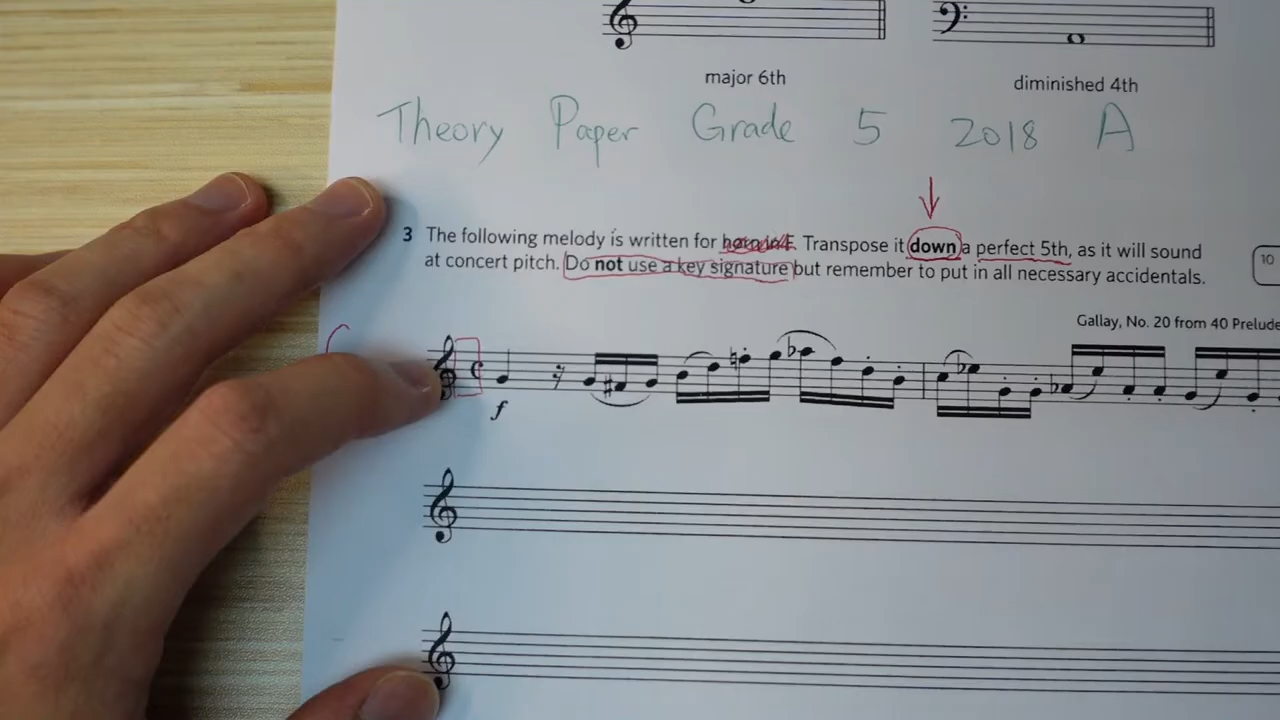 major 6th
diminished 4th
Theory Paper Grade 5 2018 A
3 The following melody is written for horn in F. Transpose it down a perfect 5th, as it will sound
at concert pitch. Do not use a key signature but remember to put in all necessary accidentals.
10
Gallay, No. 20 from 40 Prelude
f